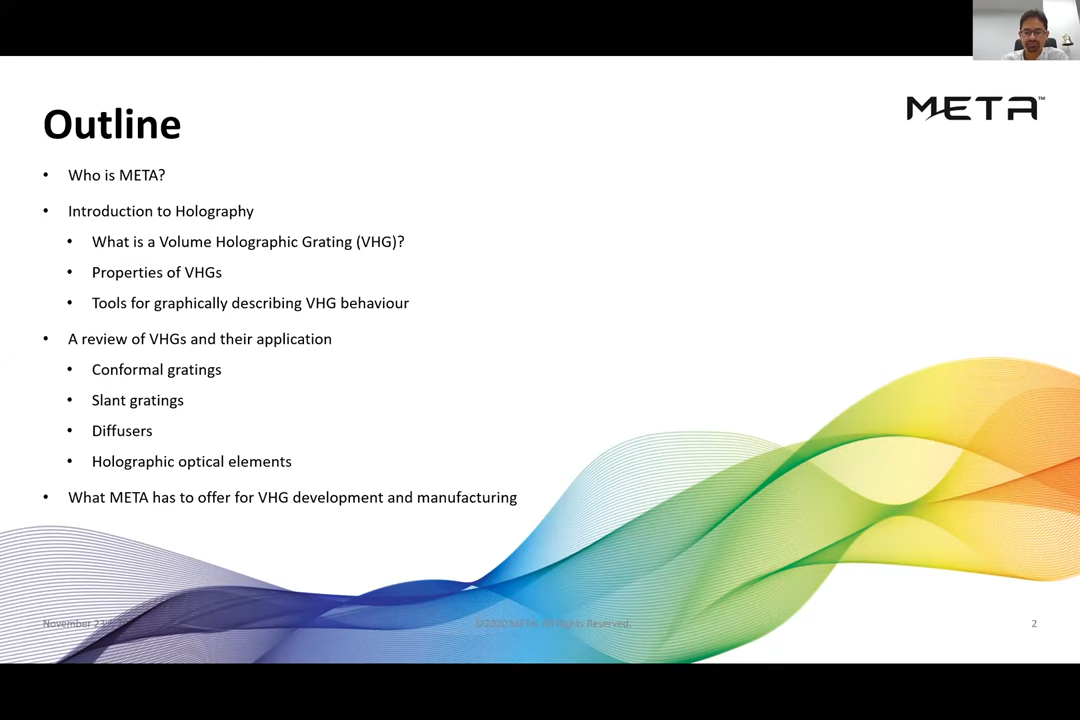 META™
Outline
• Who is META?
• Introduction to Holography
• What is a Volume Holographic Grating (VHG)?
• Properties of VHGs
• Tools for graphically describing VHG behaviour
• A review of VHGs and their application
• Conformal gratings
• Slant gratings
• Diffusers
• Holographic optical elements
• What META has to offer for VHG development and manufacturing
November 23
©2020 META. All Rights Reserved.
2